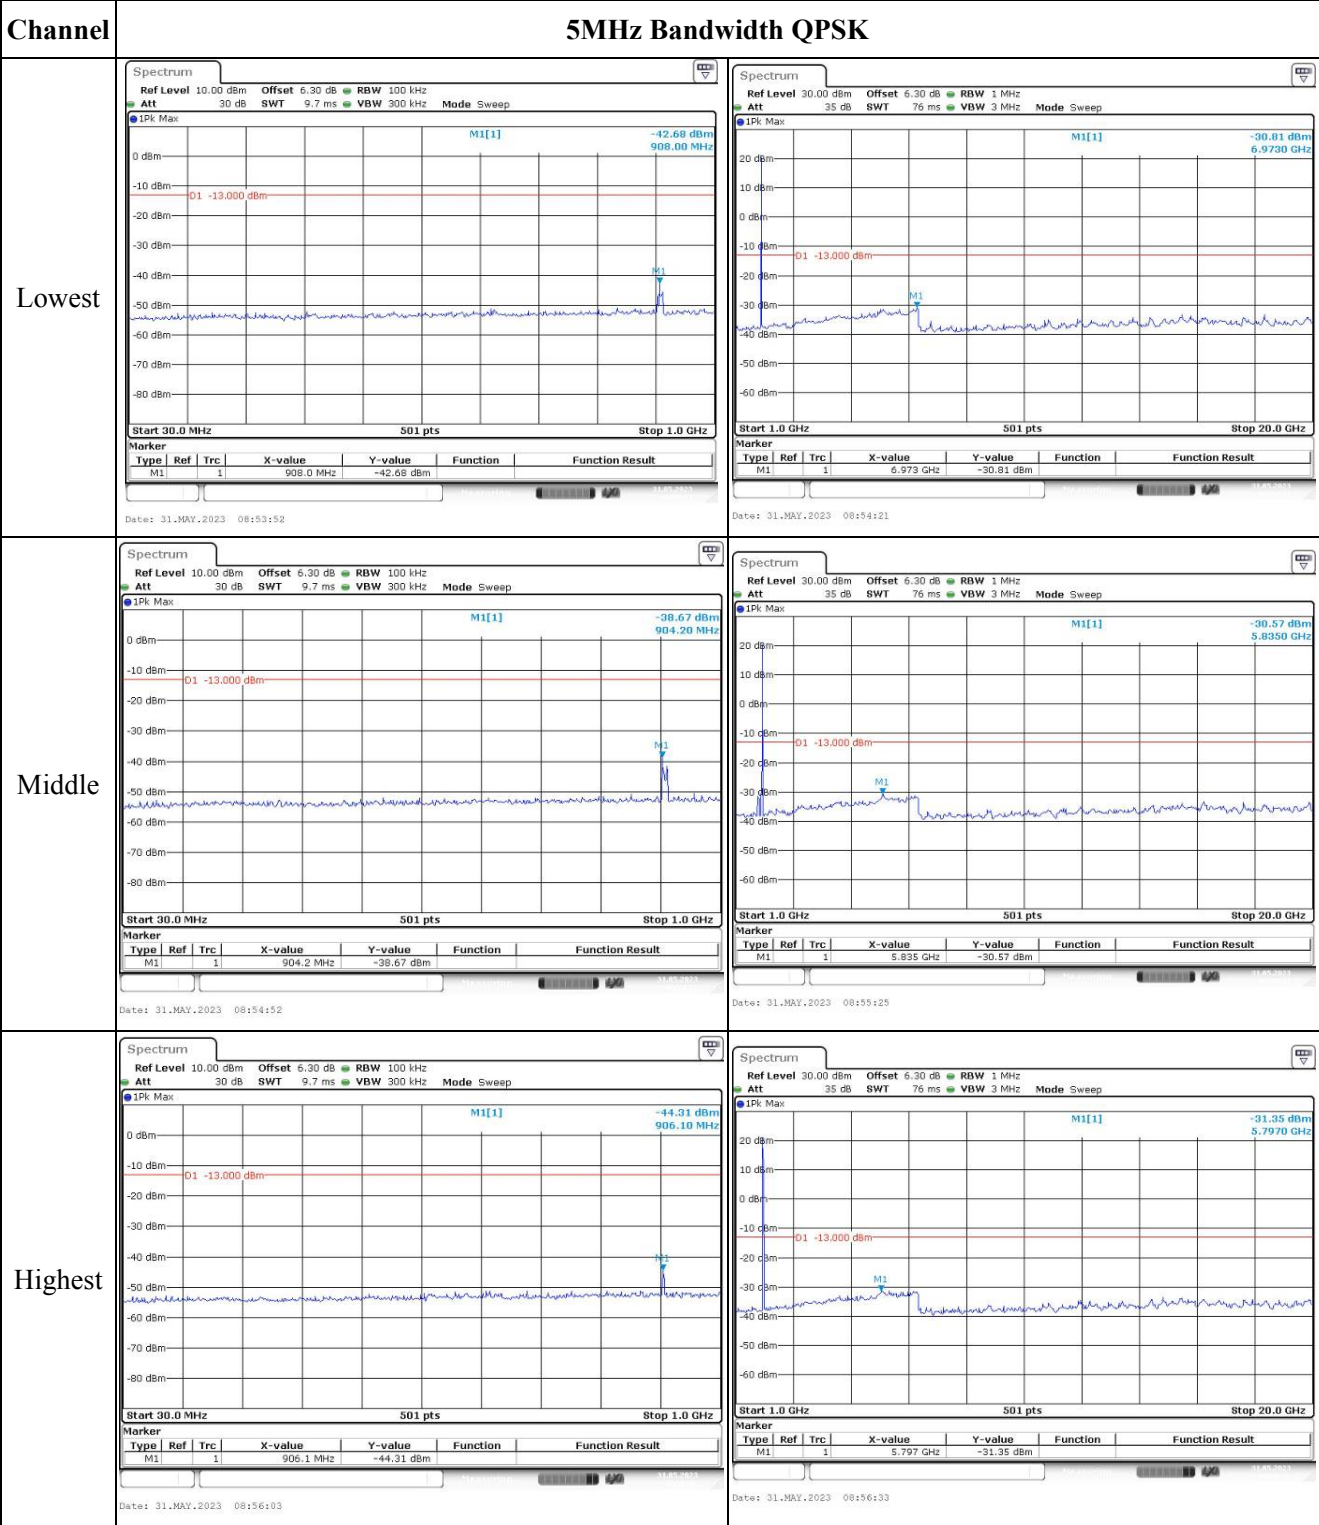 Channel
5MHz Bandwidth QPSK
Lowest
Spectrum
Ref Level 10.00 dBm Offset 6.30 dB RBW 100 kHz
Att 30 dB SWT 9.7 ms VBW 300 kHz Mode Sweep
1Pk Max
M1[1] -42.68 dBm
908.00 MHz
0 dBm
-10 dBm
D1 -13.000 dBm
-20 dBm
-30 dBm
-40 dBm
M1
-50 dBm
-60 dBm
-70 dBm
-80 dBm
Start 30.0 MHz 501 pts Stop 1.0 GHz
Marker
Type Ref Trc X-value Y-value Function Function Result
M1 1 908.0 MHz -42.68 dBm
Date: 31.MAY.2023 08:53:52
Spectrum
Ref Level 30.00 dBm Offset 6.30 dB RBW 1 MHz
Att 35 dB SWT 76 ms VBW 3 MHz Mode Sweep
1Pk Max
M1[1] -30.81 dBm
6.9730 GHz
20 dBm
10 dBm
0 dBm
-10 dBm
D1 -13.000 dBm
-20 dBm
M1
-30 dBm
-40 dBm
-50 dBm
-60 dBm
Start 1.0 GHz 501 pts Stop 20.0 GHz
Marker
Type Ref Trc X-value Y-value Function Function Result
M1 1 6.973 GHz -30.81 dBm
Date: 31.MAY.2023 08:54:21
Middle
Spectrum
Ref Level 10.00 dBm Offset 6.30 dB RBW 100 kHz
Att 30 dB SWT 9.7 ms VBW 300 kHz Mode Sweep
1Pk Max
M1[1] -38.67 dBm
904.20 MHz
0 dBm
-10 dBm
D1 -13.000 dBm
-20 dBm
-30 dBm
M1
-40 dBm
-50 dBm
-60 dBm
-70 dBm
-80 dBm
Start 30.0 MHz 501 pts Stop 1.0 GHz
Marker
Type Ref Trc X-value Y-value Function Function Result
M1 1 904.2 MHz -38.67 dBm
Date: 31.MAY.2023 08:54:52
Spectrum
Ref Level 30.00 dBm Offset 6.30 dB RBW 1 MHz
Att 35 dB SWT 76 ms VBW 3 MHz Mode Sweep
1Pk Max
M1[1] -30.57 dBm
5.8350 GHz
20 dBm
10 dBm
0 dBm
-10 dBm
D1 -13.000 dBm
-20 dBm
M1
-30 dBm
-40 dBm
-50 dBm
-60 dBm
Start 1.0 GHz 501 pts Stop 20.0 GHz
Marker
Type Ref Trc X-value Y-value Function Function Result
M1 1 5.835 GHz -30.57 dBm
Date: 31.MAY.2023 08:55:25
Highest
Spectrum
Ref Level 10.00 dBm Offset 6.30 dB RBW 100 kHz
Att 30 dB SWT 9.7 ms VBW 300 kHz Mode Sweep
1Pk Max
M1[1] -44.31 dBm
906.10 MHz
0 dBm
-10 dBm
D1 -13.000 dBm
-20 dBm
-30 dBm
-40 dBm
M1
-50 dBm
-60 dBm
-70 dBm
-80 dBm
Start 30.0 MHz 501 pts Stop 1.0 GHz
Marker
Type Ref Trc X-value Y-value Function Function Result
M1 1 906.1 MHz -44.31 dBm
Date: 31.MAY.2023 08:56:03
Spectrum
Ref Level 30.00 dBm Offset 6.30 dB RBW 1 MHz
Att 35 dB SWT 76 ms VBW 3 MHz Mode Sweep
1Pk Max
M1[1] -31.35 dBm
5.7970 GHz
20 dBm
10 dBm
0 dBm
-10 dBm
D1 -13.000 dBm
-20 dBm
M1
-30 dBm
-40 dBm
-50 dBm
-60 dBm
Start 1.0 GHz 501 pts Stop 20.0 GHz
Marker
Type Ref Trc X-value Y-value Function Function Result
M1 1 5.797 GHz -31.35 dBm
Date: 31.MAY.2023 08:56:33